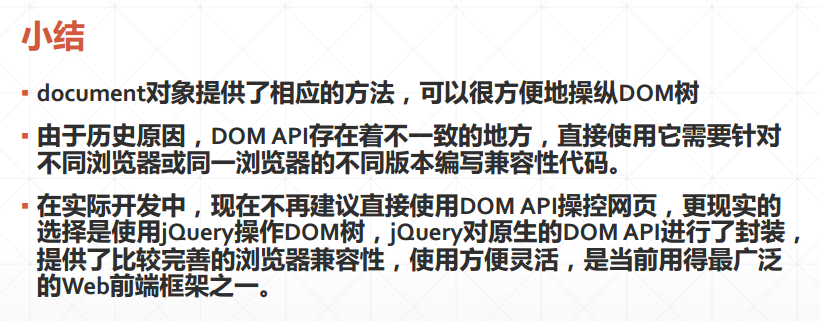 小结
▪ document对象提供了相应的方法，可以很方便地操纵DOM树
▪ 由于历史原因，DOM API存在着不一致的地方，直接使用它需要针对
不同浏览器或同一浏览器的不同版本编写兼容性代码。
▪ 在实际开发中，现在不再建议直接使用DOM API操控网页，更现实的
选择是使用jQuery操作DOM树，jQuery对原生的DOM API进行了封装，
提供了比较完善的浏览器兼容性，使用方便灵活，是当前用得最广泛
的Web前端框架之一。